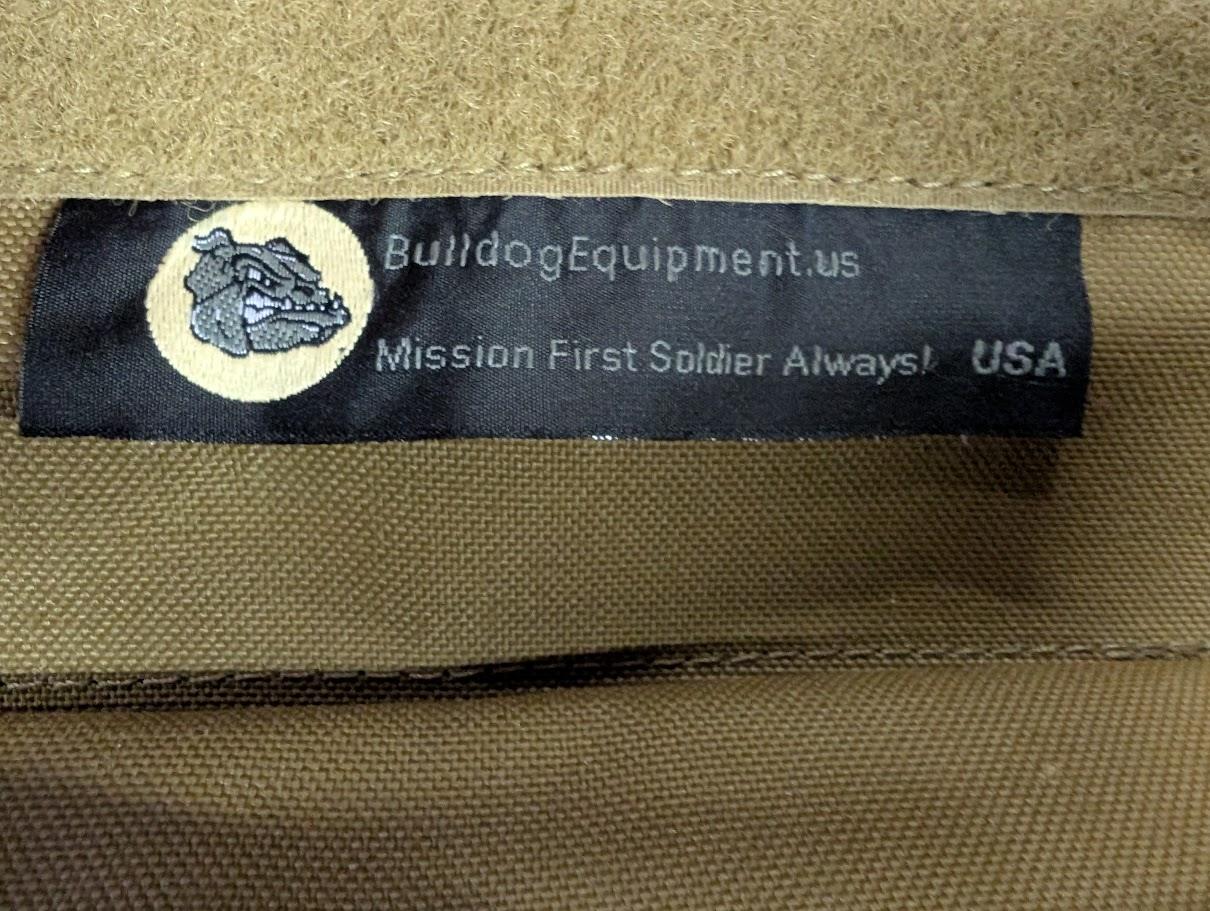 BulldogEquipment.us
Mission First Soldier Always! USA